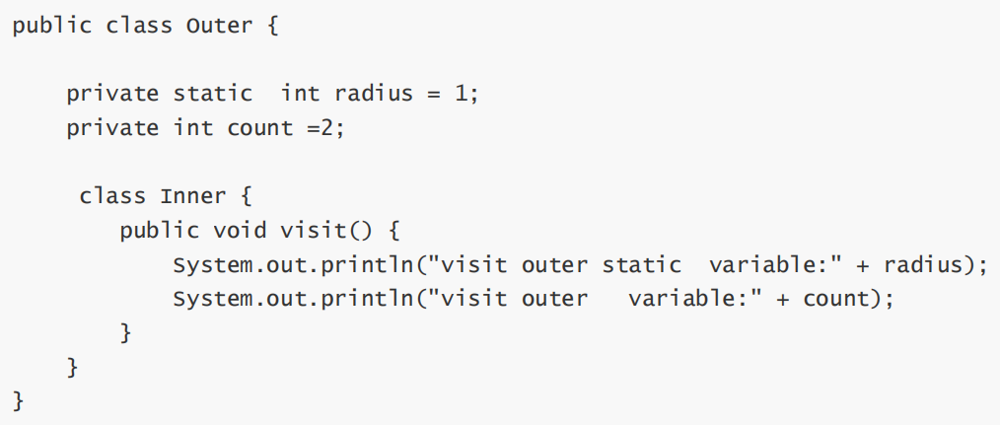 public class Outer {
    private static  int radius = 1;
    private int count =2;
     class Inner {
        public void visit() {
            System.out.println("visit outer static  variable:" + radius);
            System.out.println("visit outer   variable:" + count);
        }
    }
}